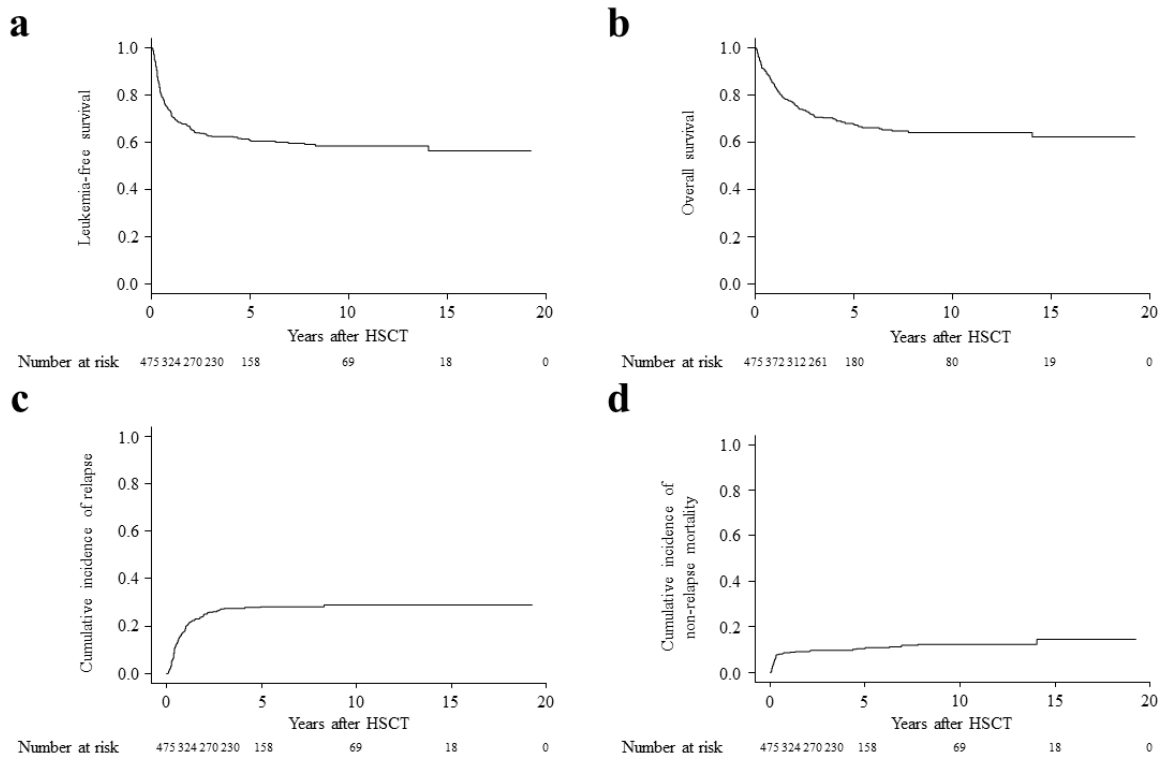 a
1.0
0.8
0.6
0.4
0.2
0.0
Leukemia-free survival
0 5 10 15 20
Years after HSCT
Number at risk 475 324 270 230 158 69 18 0
b
1.0
0.8
0.6
0.4
0.2
0.0
Overall survival
0 5 10 15 20
Years after HSCT
Number at risk 475 372 312 261 180 80 19 0
c
1.0
0.8
0.6
0.4
0.2
0.0
Cumulative incidence of relapse
0 5 10 15 20
Years after HSCT
Number at risk 475 324 270 230 158 69 18 0
d
1.0
0.8
0.6
0.4
0.2
0.0
Cumulative incidence of
non-relapse mortality
0 5 10 15 20
Years after HSCT
Number at risk 475 324 270 230 158 69 18 0